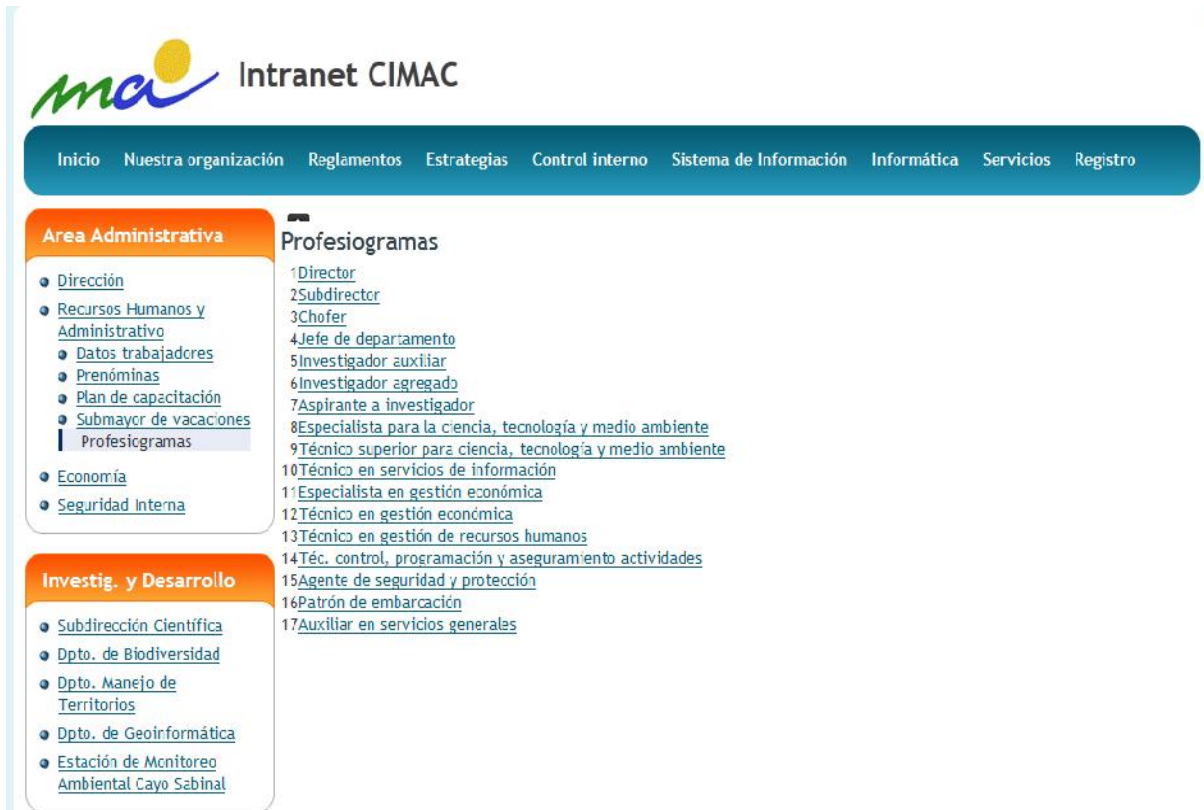 ma
Intranet CIMAC
Inicio Nuestra organización Reglamentos Estrategias Control interno Sistema de Información Informática Servicios Registro
Area Administrativa
Dirección
Recursos Humanos y
Administrativo
Datos trabajadores
Prenóminas
Plan de capacitación
Submayor de vacaciones
Profesiogramas
Economía
Seguridad Interna
Investig. y Desarrollo
Subdirección Científica
Dpto. de Biodiversidad
Dpto. Manejo de
Territorios
Dpto. de Geoinformática
Estación de Monitoreo
Ambiental Cayo Sabinal
Profesiogramas
1Director
2Subdirector
3Chofer
4Jefe de departamento
5Investigador auxiliar
6Investigador agregado
7Aspirante a investigador
8Especialista para la ciencia, tecnología y medio ambiente
9Técnico superior para ciencia, tecnología y medio ambiente
10Técnico en servicios de información
11Especialista en gestión económica
12Técnico en gestión económica
13Técnico en gestión de recursos humanos
14Téc. control, programación y aseguramiento actividades
15Agente de seguridad y protección
16Patrón de embarcación
17Auxiliar en servicios generales